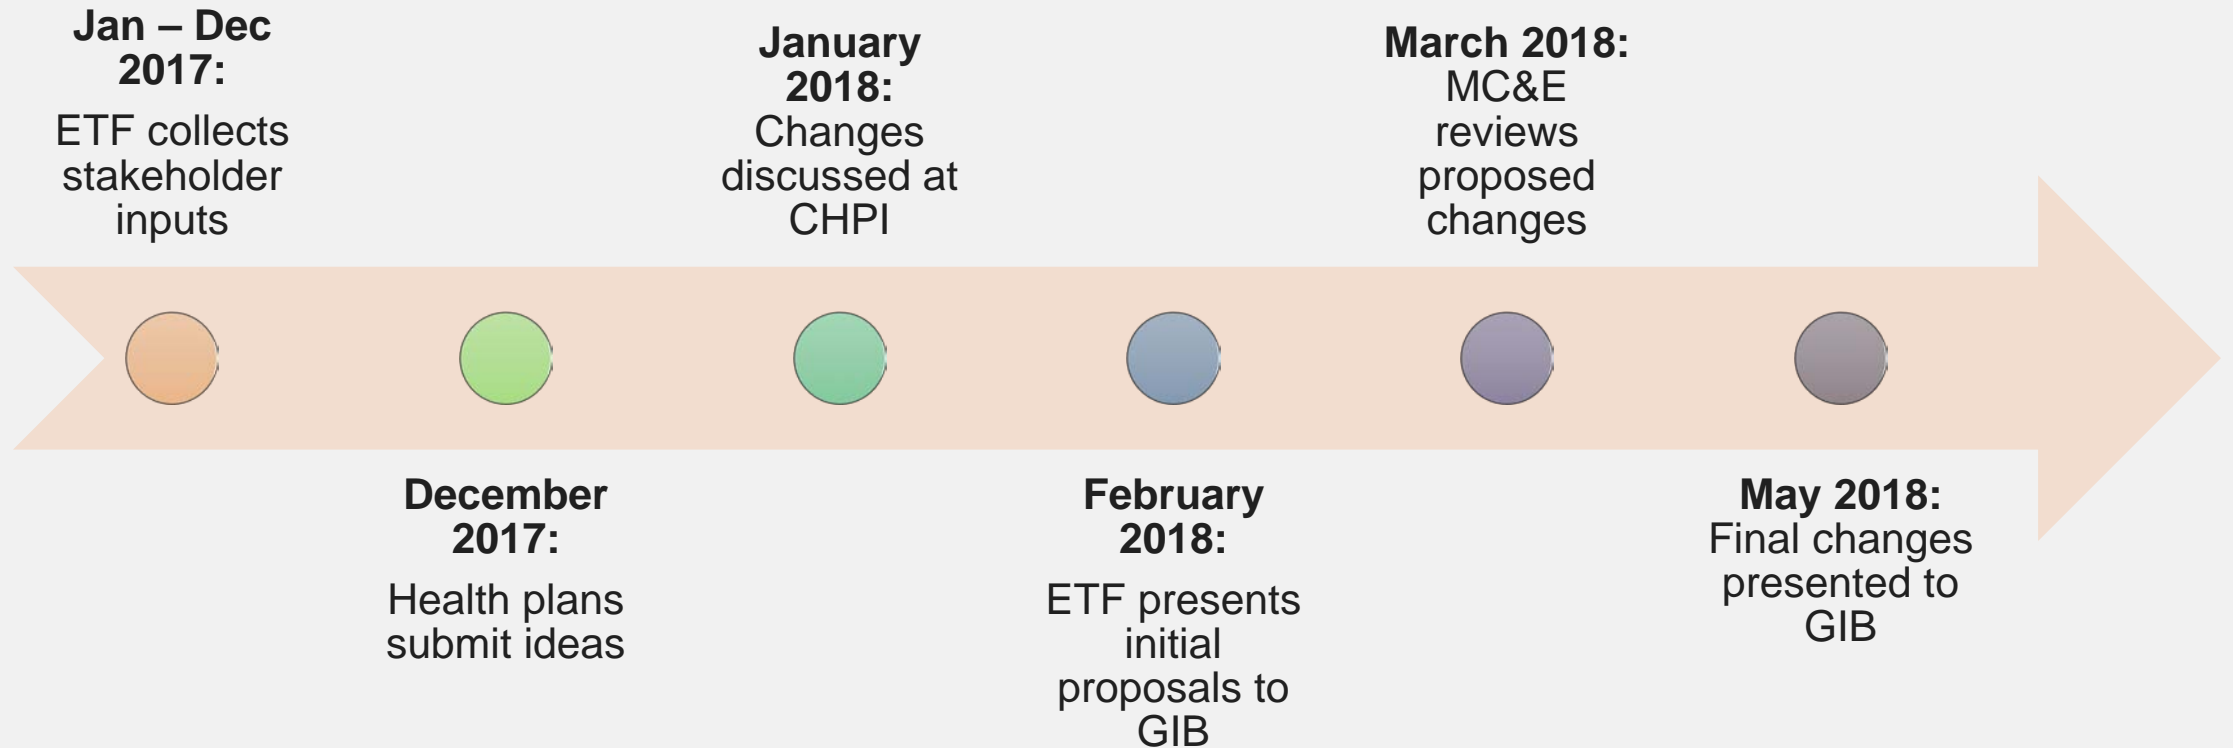 Jan – Dec
2017:
ETF collects
stakeholder
inputs
December
2017:
Health plans
submit ideas
January
2018:
Changes
discussed at
CHPI
February
2018:
ETF presents
initial
proposals to
GIB
March 2018:
MC&E
reviews
proposed
changes
May 2018:
Final changes
presented to
GIB